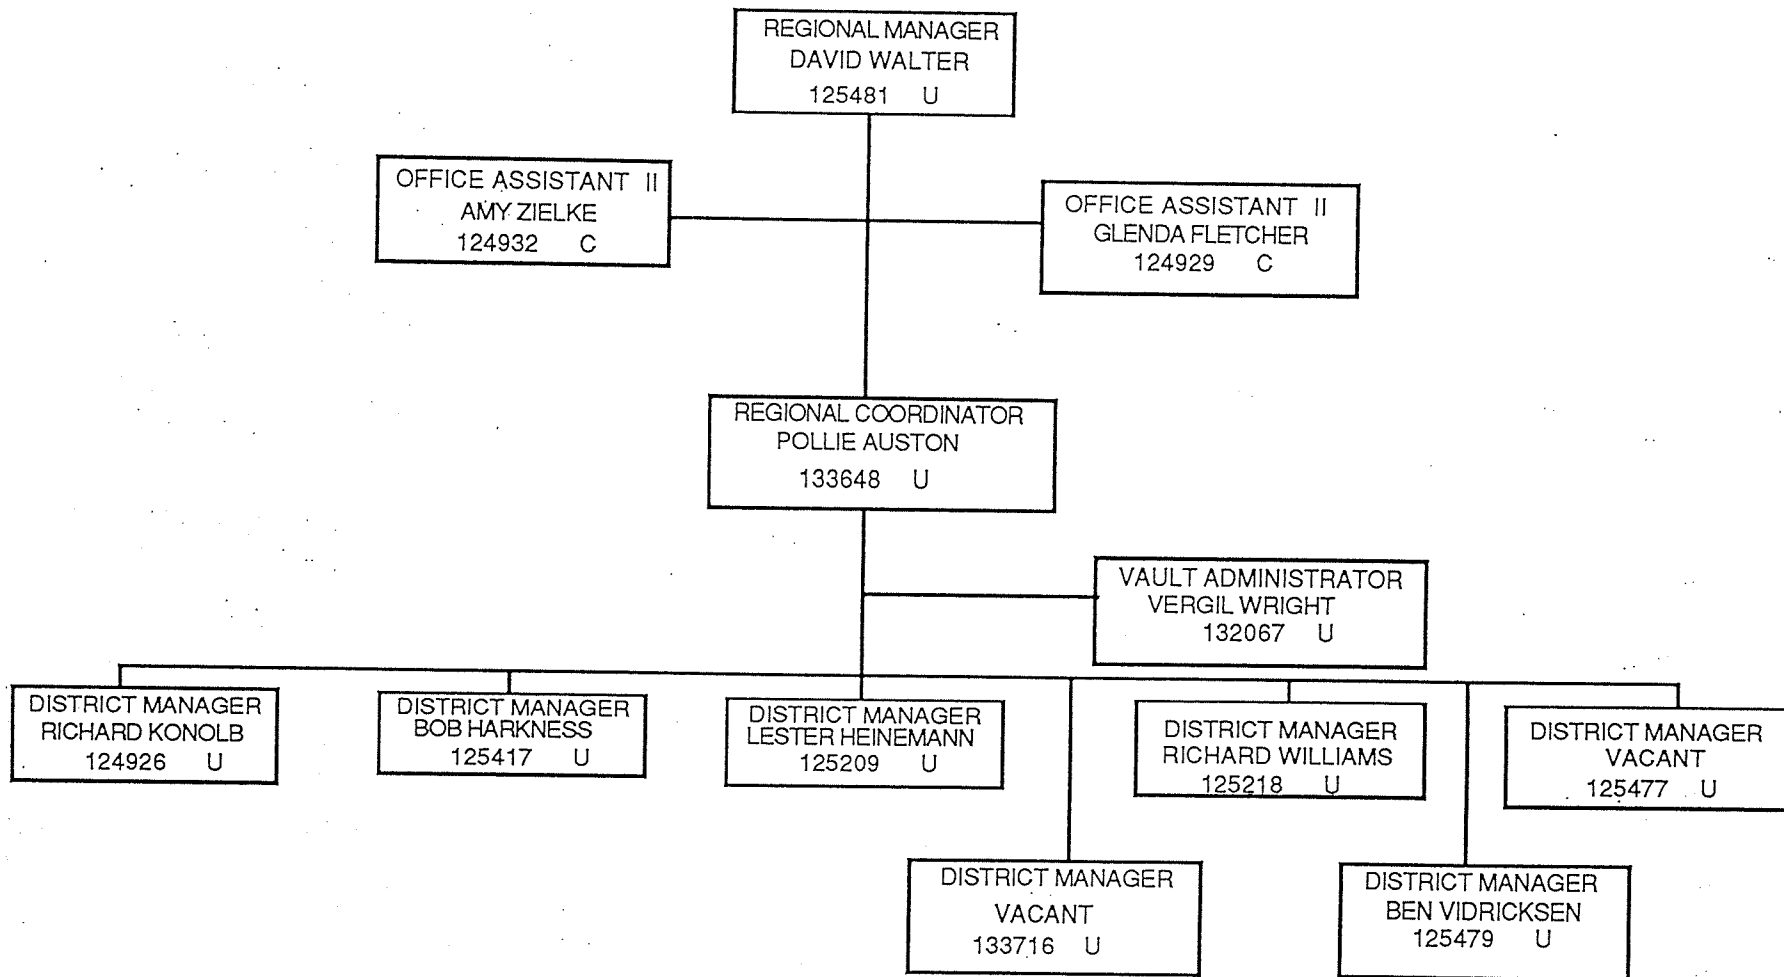 REGIONAL MANAGER
DAVID WALTER
125481 U
OFFICE ASSISTANT II
AMY ZIELKE
124932 C
OFFICE ASSISTANT II
GLENDA FLETCHER
124929 C
REGIONAL COORDINATOR
POLLIE AUSTON
133648 U
VAULT ADMINISTRATOR
VERGIL WRIGHT
132067 U
DISTRICT MANAGER
RICHARD KONOLB
124926 U
DISTRICT MANAGER
BOB HARKNESS
125417 U
DISTRICT MANAGER
LESTER HEINEMANN
125209 U
DISTRICT MANAGER
RICHARD WILLIAMS
125218 U
DISTRICT MANAGER
VACANT
125477 U
DISTRICT MANAGER
VACANT
133716 U
DISTRICT MANAGER
BEN VIDRICKSEN
125479 U